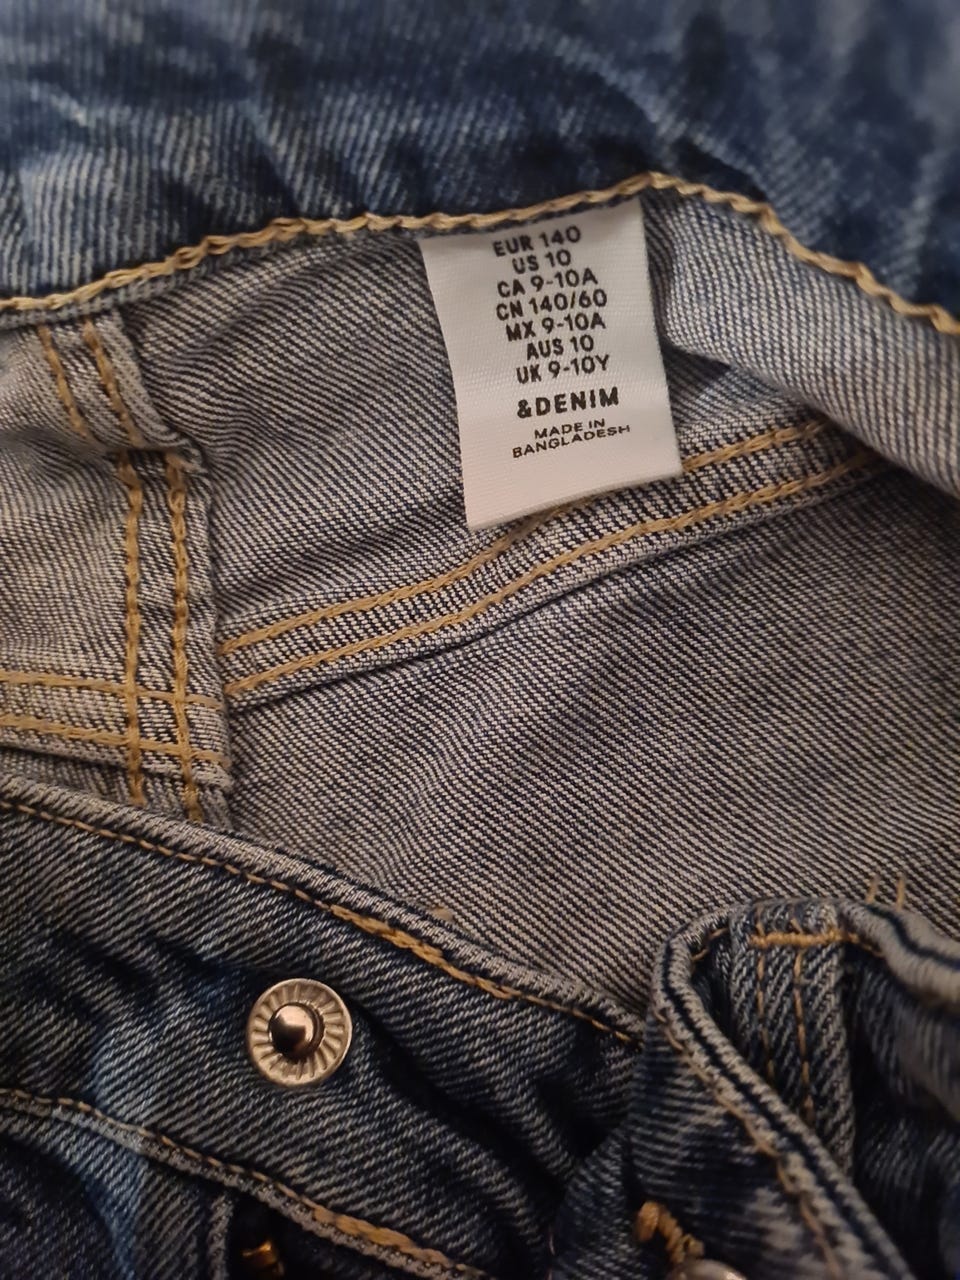 EUR 140
US 10
CA 9-10A
CN 140/60
MX 9-10A
AUS 10
UK 9-10Y
&DENIM
MADE IN
BANGLADESH